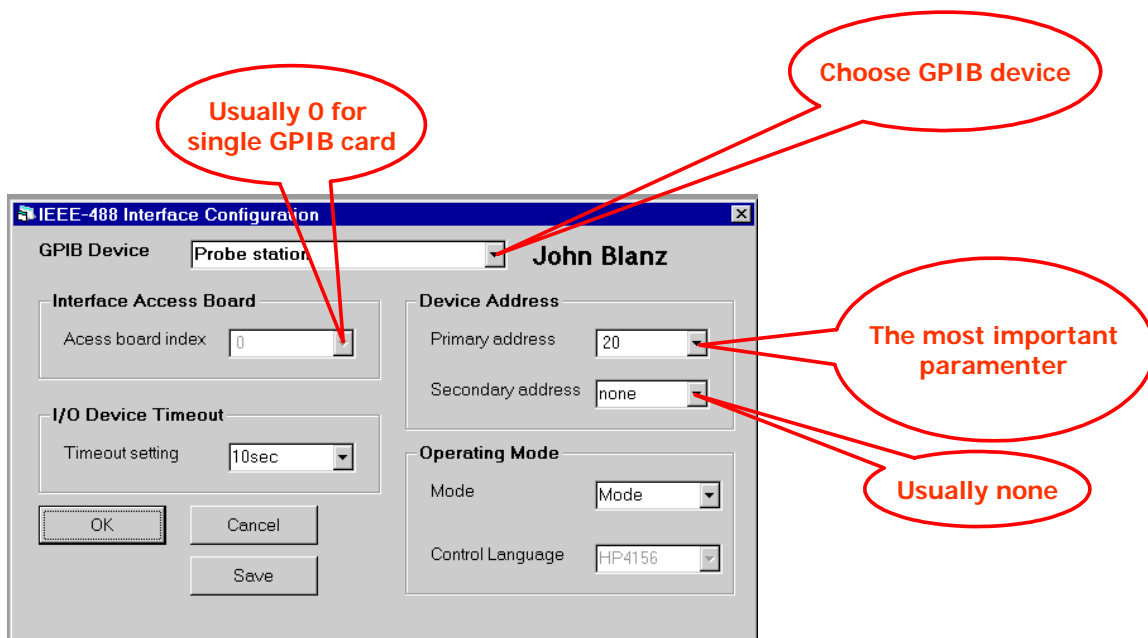 Choose GPIB device
Usually 0 for
single GPIB card
IEEE-488 Interface Configuration
GPIB Device
Probe station
John Blanz
Interface Access Board
Acess board index
0
Device Address
Primary address
20
The most important
paramenter
Secondary address
none
I/O Device Timeout
Timeout setting
10sec
Operating Mode
Usually none
Mode
Mode
OK
Cancel
Control Language
HP4156
Save